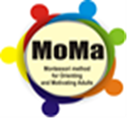 MoMa
Montessori method
for Orienting
and Motivating Adults